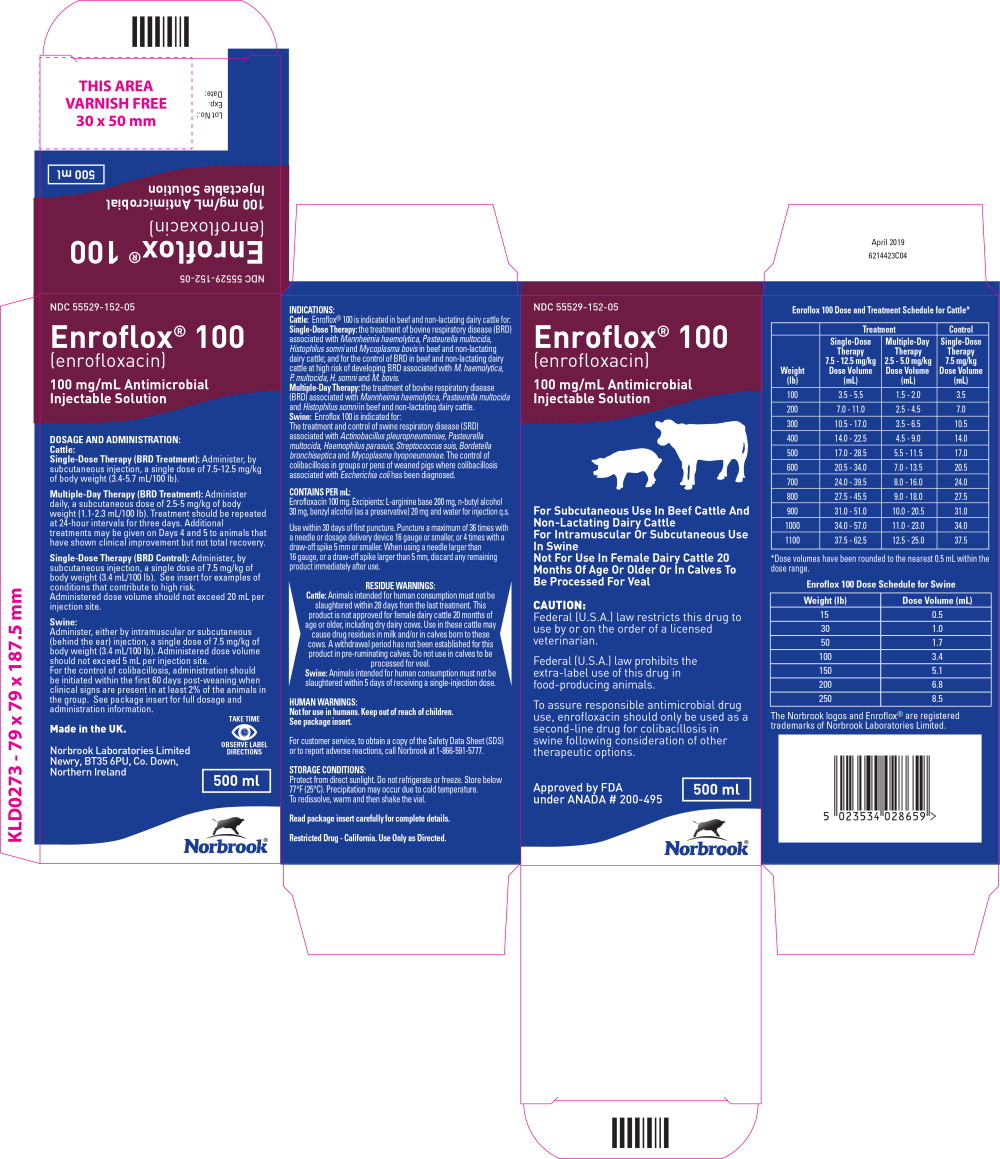 THIS AREA
VARNISH FREE
30 x 50 mm
Lot No.:
Exp.
Date:
500 ml
Enroflox® 100
(enrofloxacin)
100 mg/mL Antimicrobial
Injectable Solution
NDC 55529-152-05
KLD0273 - 79 x 79 x 187.5 mm
NDC 55529-152-05
Enroflox® 100
(enrofloxacin)
100 mg/mL Antimicrobial
Injectable Solution
DOSAGE AND ADMINISTRATION:
Cattle:
Single-Dose Therapy (BRD Treatment): Administer, by
subcutaneous injection, a single dose of 7.5-12.5 mg/kg
of body weight (3.4-5.7 mL/100 lb).
Multiple-Day Therapy (BRD Treatment): Administer
daily, a subcutaneous dose of 2.5-5 mg/kg of body
weight (1.1-2.3 mL/100 lb). Treatment should be repeated
at 24-hour intervals for three days. Additional
treatments may be given on Days 4 and 5 to animals that
have shown clinical improvement but not total recovery.
Single-Dose Therapy (BRD Control): Administer, by
subcutaneous injection, a single dose of 7.5 mg/kg of
body weight (3.4 mL/100 lb). See insert for examples of
conditions that contribute to high risk.
Administered dose volume should not exceed 20 mL per
injection site.
Swine:
Administer, either by intramuscular or subcutaneous
(behind the ear) injection, a single dose of 7.5 mg/kg of
body weight (3.4 mL/100 lb). Administered dose volume
should not exceed 5 mL per injection site.
For the control of colibacillosis, administration should
be initiated within the first 60 days post-weaning when
clinical signs are present in at least 2% of the animals in
the group. See package insert for full dosage and
administration information.
Made in the UK.
Norbrook Laboratories Limited
Newry, BT35 6PU, Co. Down,
Northern Ireland
TAKE TIME
OBSERVE LABEL
DIRECTIONS
500 ml
Norbrook®
INDICATIONS:
Cattle: Enroflox® 100 is indicated in beef and non-lactating dairy cattle for:
Single-Dose Therapy: the treatment of bovine respiratory disease (BRD)
associated with Mannheimia haemolytica, Pasteurella multocida,
Histophilus somni and Mycoplasma bovis in beef and non-lactating
dairy cattle; and for the control of BRD in beef and non-lactating dairy
cattle at high risk of developing BRD associated with M. haemolytica,
P. multocida, H. somni and M. bovis.
Multiple-Day Therapy: the treatment of bovine respiratory disease
(BRD) associated with Mannheimia haemolytica, Pasteurella multocida
and Histophilus somni in beef and non-lactating dairy cattle.
Swine: Enroflox 100 is indicated for:
The treatment and control of swine respiratory disease (SRD)
associated with Actinobacillus pleuropneumoniae, Pasteurella
multocida, Haemophilus parasuis, Streptococcus suis, Bordetella
bronchiseptica and Mycoplasma hyopneumoniae. The control of
colibacillosis in groups or pens of weaned pigs where colibacillosis
associated with Escherichia coli has been diagnosed.
CONTAINS PER mL:
Enrofloxacin 100 mg. Excipients: L-arginine base 200 mg, n-butyl alcohol
30 mg, benzyl alcohol (as a preservative) 20 mg and water for injection q.s.
Use within 30 days of first puncture. Puncture a maximum of 36 times with
a needle or dosage delivery device 16 gauge or smaller, or 4 times with a
draw-off spike 5 mm or smaller. When using a needle larger than
16 gauge, or a draw-off spike larger than 5 mm, discard any remaining
product immediately after use.
RESIDUE WARNINGS:
Cattle: Animals intended for human consumption must not be
slaughtered within 28 days from the last treatment. This
product is not approved for female dairy cattle 20 months of
age or older, including dry dairy cows. Use in these cattle may
cause drug residues in milk and/or in calves born to these
cows. A withdrawal period has not been established for this
product in pre-ruminating calves. Do not use in calves to be
processed for veal.
Swine: Animals intended for human consumption must not be
slaughtered within 5 days of receiving a single-injection dose.
HUMAN WARNINGS:
Not for use in humans. Keep out of reach of children.
See package insert.
For customer service, to obtain a copy of the Safety Data Sheet (SDS)
or to report adverse reactions, call Norbrook at 1-866-591-5777.
STORAGE CONDITIONS:
Protect from direct sunlight. Do not refrigerate or freeze. Store below
77°F (25°C). Precipitation may occur due to cold temperature.
To redissolve, warm and then shake the vial.
Read package insert carefully for complete details.
Restricted Drug - California. Use Only as Directed.
NDC 55529-152-05
Enroflox® 100
(enrofloxacin)
100 mg/mL Antimicrobial
Injectable Solution
For Subcutaneous Use In Beef Cattle And
Non-Lactating Dairy Cattle
For Intramuscular Or Subcutaneous Use
In Swine
Not For Use In Female Dairy Cattle 20
Months Of Age Or Older Or In Calves To
Be Processed For Veal
CAUTION:
Federal (U.S.A.) law restricts this drug to
use by or on the order of a licensed
veterinarian.
Federal (U.S.A.) law prohibits the
extra-label use of this drug in
food-producing animals.
To assure responsible antimicrobial drug
use, enrofloxacin should only be used as a
second-line drug for colibacillosis in
swine following consideration of other
therapeutic options.
Approved by FDA
under ANADA # 200-495
500 ml
Norbrook®
April 2019
6214423C04
Enroflox 100 Dose and Treatment Schedule for Cattle*
Treatment Control
Weight (lb) Single-Dose Therapy 7.5 - 12.5 mg/kg Dose Volume (mL) Multiple-Day Therapy 2.5 - 5.0 mg/kg Dose Volume (mL) Single-Dose Therapy 7.5 mg/kg Dose Volume (mL)
100 3.5 - 5.5 1.5 - 2.0 3.5
200 7.0 - 11.0 2.5 - 4.5 7.0
300 10.5 - 17.0 3.5 - 6.5 10.5
400 14.0 - 22.5 4.5 - 9.0 14.0
500 17.0 - 28.5 5.5 - 11.5 17.0
600 20.5 - 34.0 7.0 - 13.5 20.5
700 24.0 - 39.5 8.0 - 16.0 24.0
800 27.5 - 45.5 9.0 - 18.0 27.5
900 31.0 - 51.0 10.0 - 20.5 31.0
1000 34.0 - 57.0 11.0 - 23.0 34.0
1100 37.5 - 62.5 12.5 - 25.0 37.5
*Dose volumes have been rounded to the nearest 0.5 mL within the
dose range.
Enroflox 100 Dose Schedule for Swine
Weight (lb) Dose Volume (mL)
15 0.5
30 1.0
50 1.7
100 3.4
150 5.1
200 6.8
250 8.5
The Norbrook logos and Enroflox® are registered
trademarks of Norbrook Laboratories Limited.
5 023534 028659 >